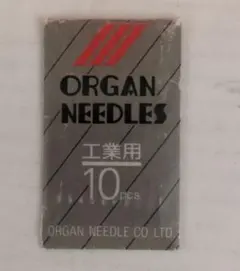 ORGAN
NEEDLES
工業用
10 pcs
ORGAN NEEDLE CO LTD